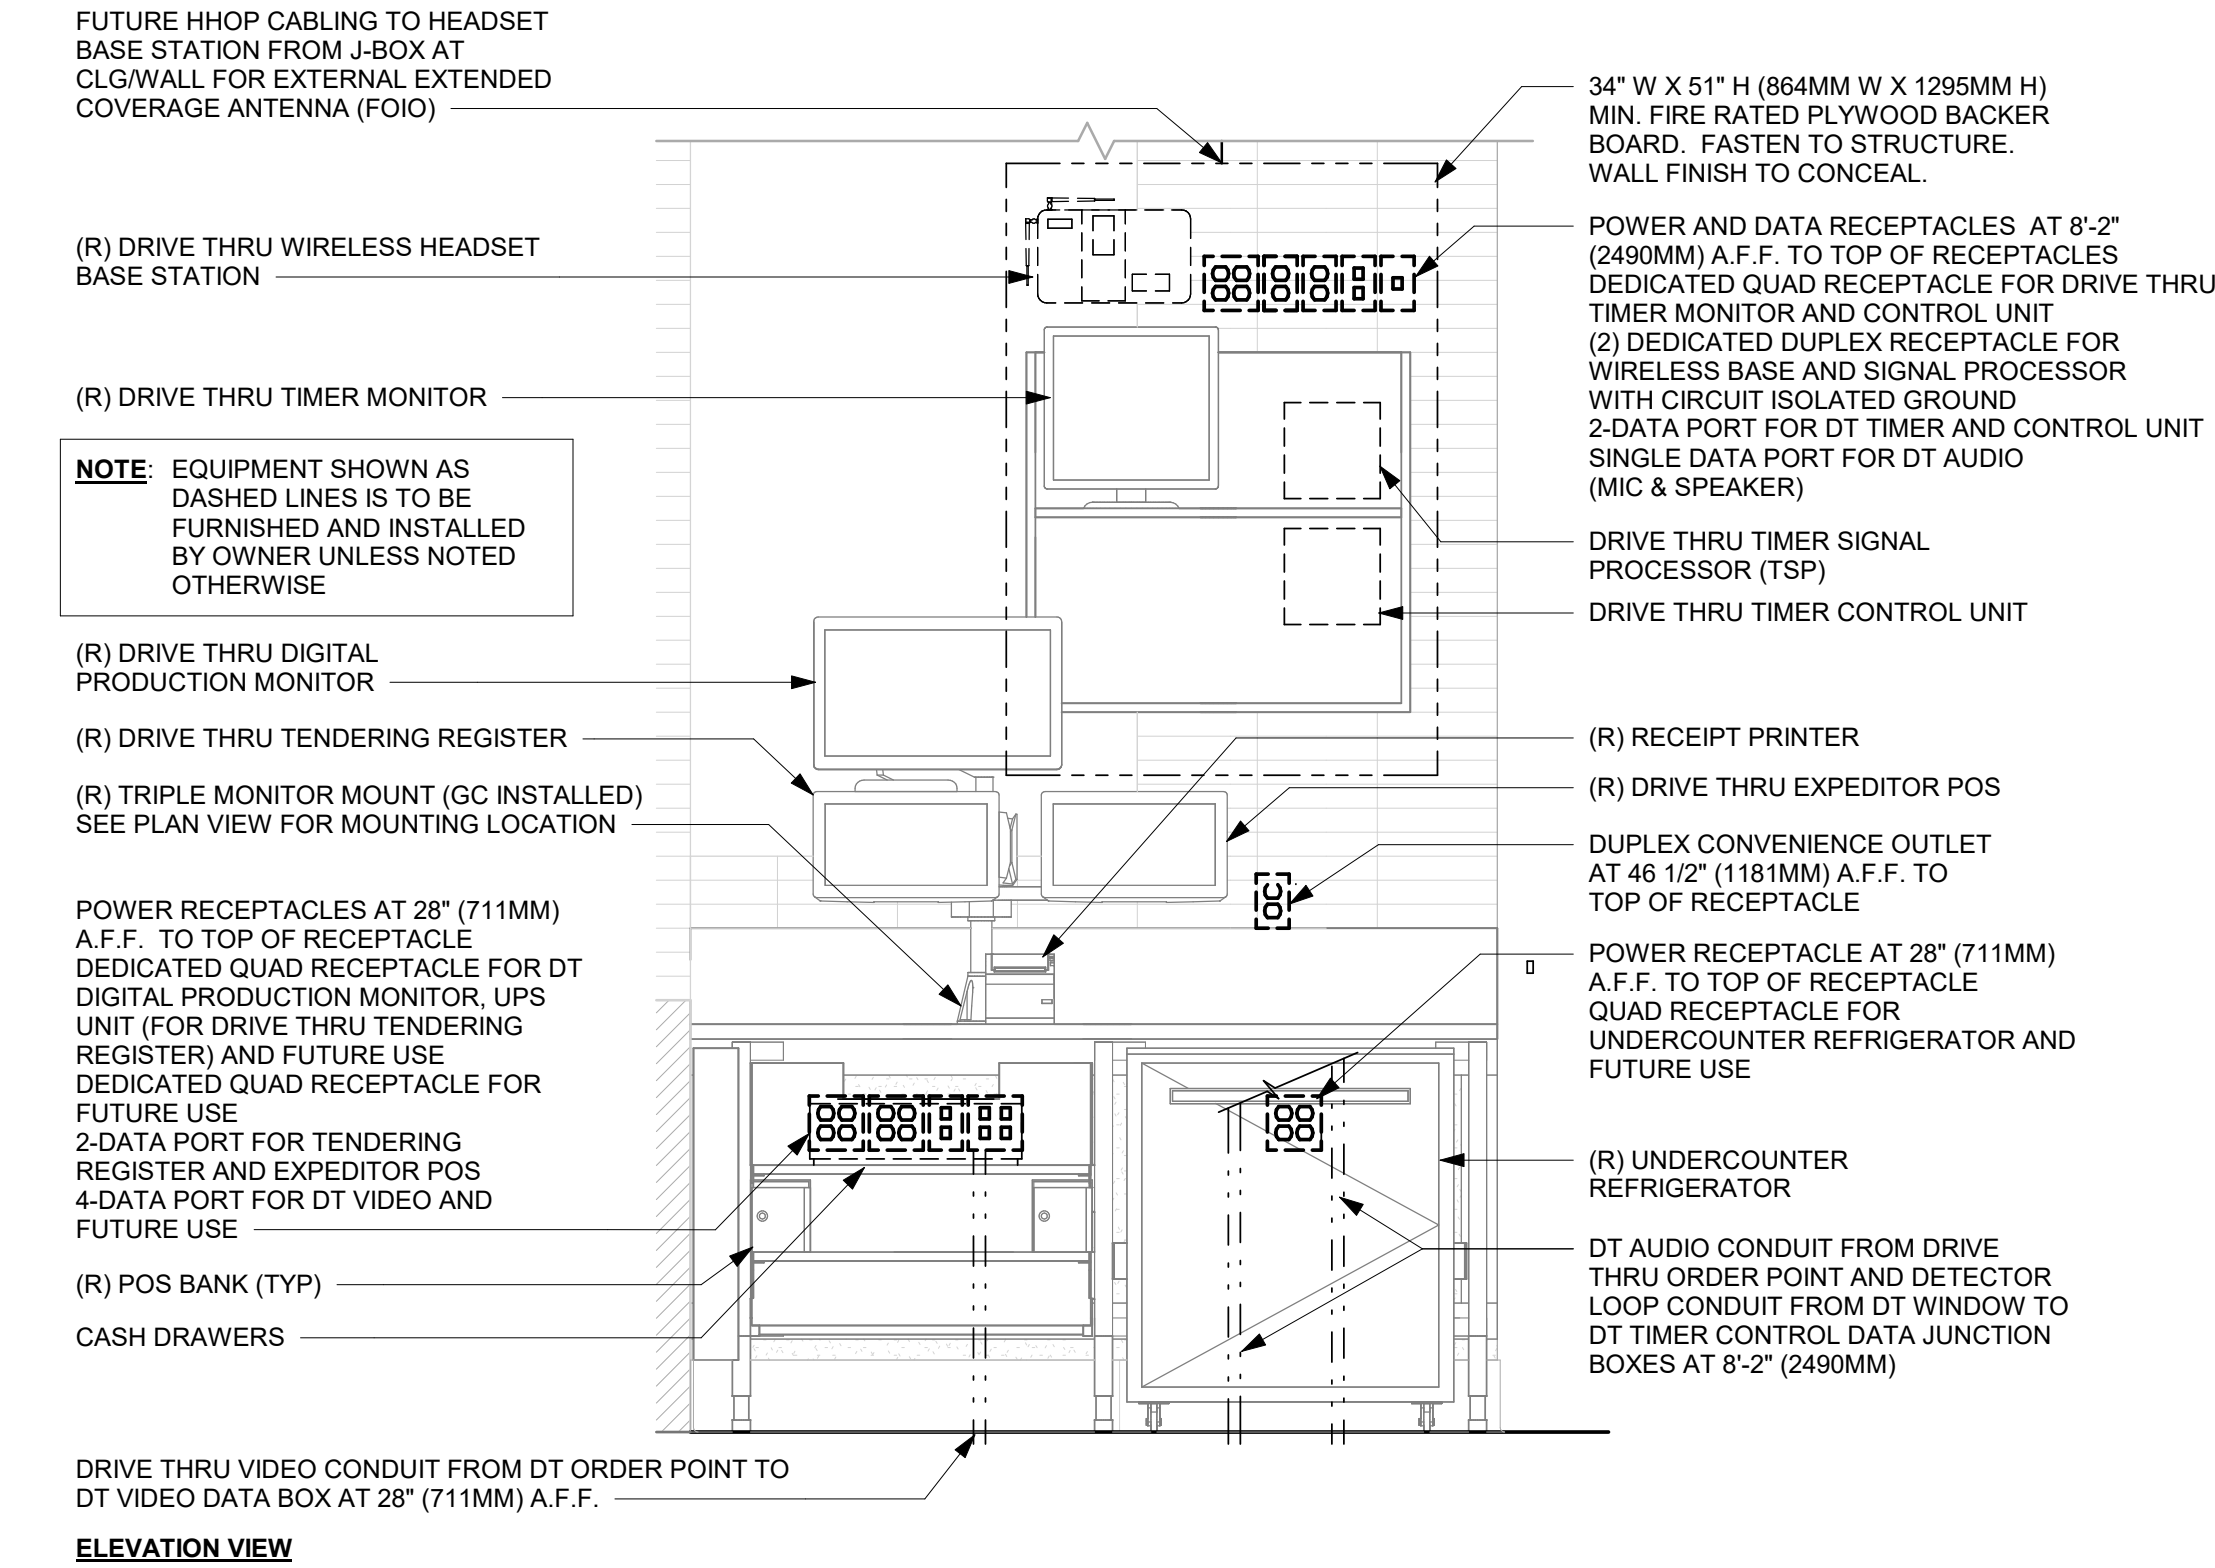 FUTURE HHOP CABLING TO HEADSET
BASE STATION FROM J-BOX AT
CLG/WALL FOR EXTERNAL EXTENDED
COVERAGE ANTENNA (FOIO)
(R) DRIVE THRU WIRELESS HEADSET
BASE STATION
(R) DRIVE THRU TIMER MONITOR
NOTE: EQUIPMENT SHOWN AS
DASHED LINES IS TO BE
FURNISHED AND INSTALLED
BY OWNER UNLESS NOTED
OTHERWISE
(R) DRIVE THRU DIGITAL
PRODUCTION MONITOR
(R) DRIVE THRU TENDERING REGISTER
(R) TRIPLE MONITOR MOUNT (GC INSTALLED)
SEE PLAN VIEW FOR MOUNTING LOCATION
POWER RECEPTACLES AT 28" (711MM)
A.F.F. TO TOP OF RECEPTACLE
DEDICATED QUAD RECEPTACLE FOR DT
DIGITAL PRODUCTION MONITOR, UPS
UNIT (FOR DRIVE THRU TENDERING
REGISTER) AND FUTURE USE
DEDICATED QUAD RECEPTACLE FOR
FUTURE USE
2-DATA PORT FOR TENDERING
REGISTER AND EXPEDITOR POS
4-DATA PORT FOR DT VIDEO AND
FUTURE USE
(R) POS BANK (TYP)
CASH DRAWERS
DRIVE THRU VIDEO CONDUIT FROM DT ORDER POINT TO
DT VIDEO DATA BOX AT 28" (711MM) A.F.F.
ELEVATION VIEW
34" W X 51" H (864MM W X 1295MM H)
MIN. FIRE RATED PLYWOOD BACKER
BOARD. FASTEN TO STRUCTURE.
WALL FINISH TO CONCEAL.
POWER AND DATA RECEPTACLES AT 8'-2"
(2490MM) A.F.F. TO TOP OF RECEPTACLES
DEDICATED QUAD RECEPTACLE FOR DRIVE THRU
TIMER MONITOR AND CONTROL UNIT
(2) DEDICATED DUPLEX RECEPTACLE FOR
WIRELESS BASE AND SIGNAL PROCESSOR
WITH CIRCUIT ISOLATED GROUND
2-DATA PORT FOR DT TIMER AND CONTROL UNIT
SINGLE DATA PORT FOR DT AUDIO
(MIC & SPEAKER)
DRIVE THRU TIMER SIGNAL
PROCESSOR (TSP)
DRIVE THRU TIMER CONTROL UNIT
(R) RECEIPT PRINTER
(R) DRIVE THRU EXPEDITOR POS
DUPLEX CONVENIENCE OUTLET
AT 46 1/2" (1181MM) A.F.F. TO
TOP OF RECEPTACLE
POWER RECEPTACLE AT 28" (711MM)
A.F.F. TO TOP OF RECEPTACLE
QUAD RECEPTACLE FOR
UNDERCOUNTER REFRIGERATOR AND
FUTURE USE
(R) UNDERCOUNTER
REFRIGERATOR
DT AUDIO CONDUIT FROM DRIVE
THRU ORDER POINT AND DETECTOR
LOOP CONDUIT FROM DT WINDOW TO
DT TIMER CONTROL DATA JUNCTION
BOXES AT 8'-2" (2490MM)